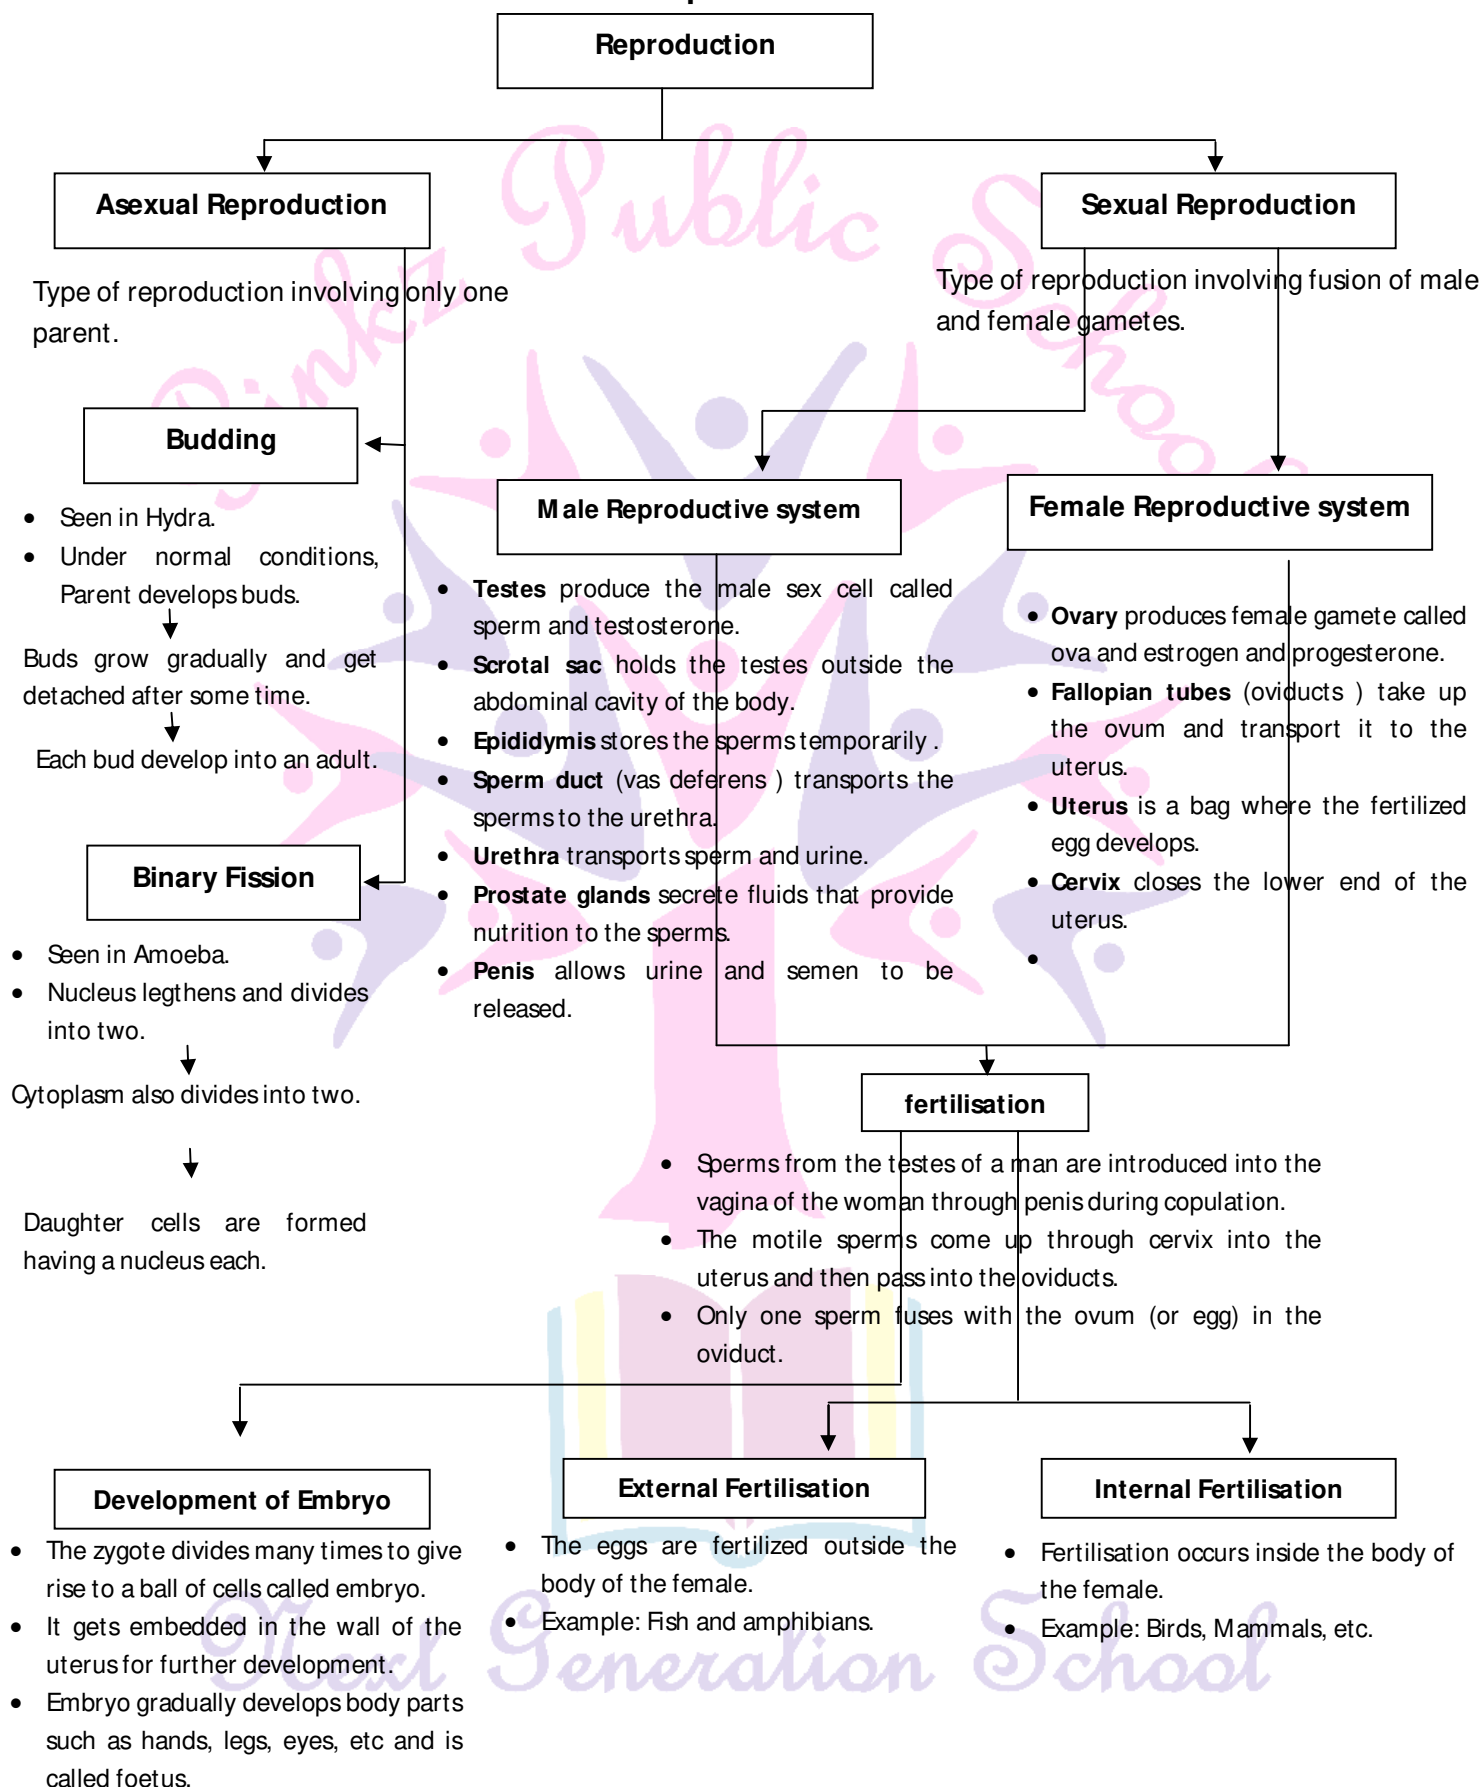 Reproduction
Asexual Reproduction
Sexual Reproduction
Type of reproduction involving only one
parent.
Type of reproduction involving fusion of male
and female gametes.
Budding
• Seen in Hydra.
• Under normal conditions,
Parent develops buds.
Buds grow gradually and get
detached after some time.
Each bud develop into an adult.
Binary Fission
• Seen in Amoeba.
• Nucleus legthens and divides
into two.
Cytoplasm also divides into two.
Daughter cells are formed
having a nucleus each.
Male Reproductive system
• Testes produce the male sex cell called
sperm and testosterone.
• Scrotal sac holds the testes outside the
abdominal cavity of the body.
• Epididymis stores the sperms temporarily .
• Sperm duct (vas deferens ) transports the
sperms to the urethra.
• Urethra transports sperm and urine.
• Prostate glands secrete fluids that provide
nutrition to the sperms.
• Penis allows urine and semen to be
released.
Female Reproductive system
• Ovary produces female gamete called
ova and estrogen and progesterone.
• Fallopian tubes (oviducts ) take up
the ovum and transport it to the
uterus.
• Uterus is a bag where the fertilized
egg develops.
• Cervix closes the lower end of the
uterus.
•
fertilisation
• Sperms from the testes of a man are introduced into the
vagina of the woman through penis during copulation.
• The motile sperms come up through cervix into the
uterus and then pass into the oviducts.
• Only one sperm fuses with the ovum (or egg) in the
oviduct.
Development of Embryo
• The zygote divides many times to give
rise to a ball of cells called embryo.
• It gets embedded in the wall of the
uterus for further development.
• Embryo gradually develops body parts
such as hands, legs, eyes, etc and is
called foetus.
External Fertilisation
• The eggs are fertilized outside the
body of the female.
• Example: Fish and amphibians.
Internal Fertilisation
• Fertilisation occurs inside the body of
the female.
• Example: Birds, Mammals, etc.
Pinkz Public School
Next Generation School